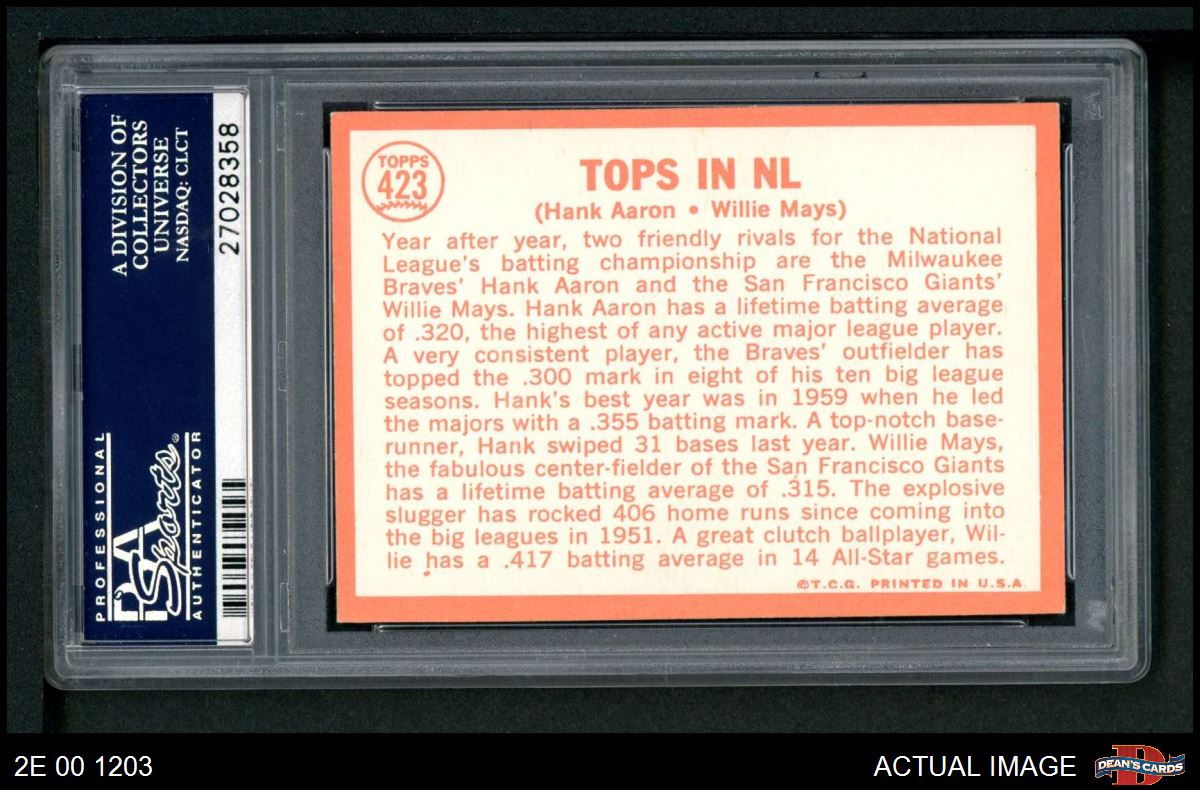 A DIVISION OF
COLLECTORS
UNIVERSE
NASDAQ: CLCT
27028358
PROFESSIONAL
PSA
Sports®
AUTHENTICATOR
TOPPS
423
TOPS IN NL
(Hank Aaron • Willie Mays)
Year after year, two friendly rivals for the National
League's batting championship are the Milwaukee
Braves' Hank Aaron and the San Francisco Giants'
Willie Mays. Hank Aaron has a lifetime batting average
of .320, the highest of any active major league player.
A very consistent player, the Braves' outfielder has
topped the .300 mark in eight of his ten big league
seasons. Hank's best year was in 1959 when he led
the majors with a .355 batting mark. A top-notch base-
runner, Hank swiped 31 bases last year. Willie Mays,
the fabulous center-fielder of the San Francisco Giants
has a lifetime batting average of .315. The explosive
slugger has rocked 406 home runs since coming into
the big leagues in 1951. A great clutch ballplayer, Wil-
lie has a .417 batting average in 14 All-Star games.
©T.C.G. PRINTED IN U.S.A.
2E 00 1203
ACTUAL IMAGE
DEAN'S CARDS